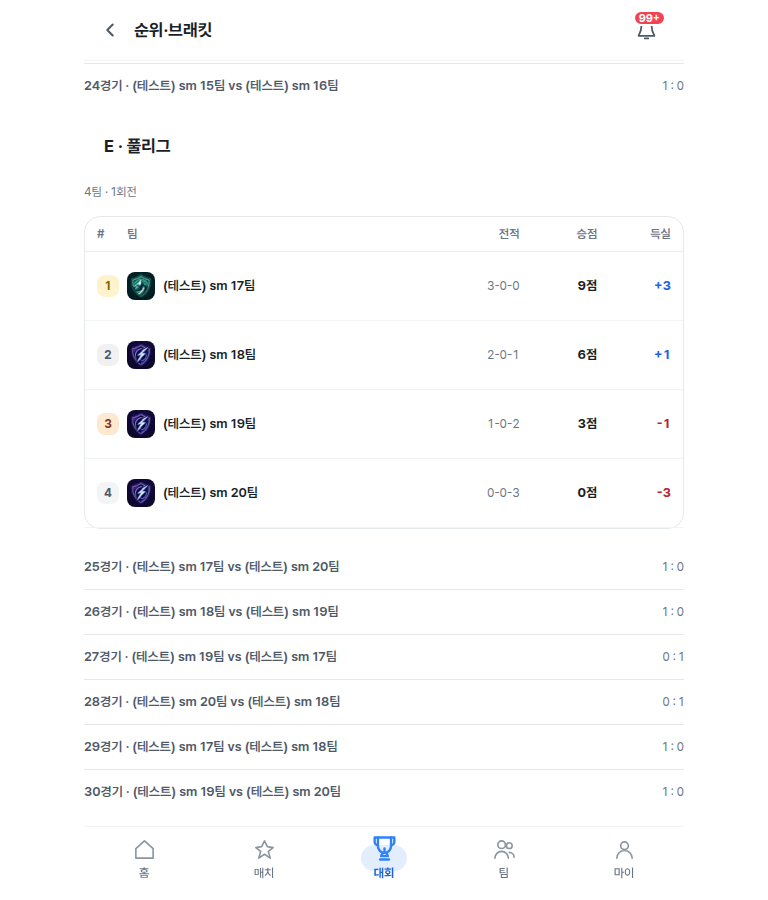 순위·브래킷
99+
24경기 · (테스트) sm 15팀 vs (테스트) sm 16팀 1 : 0
E · 풀리그
4팀 · 1회전
# 팀 전적 승점 득실
1 (테스트) sm 17팀 3-0-0 9점 +3
2 (테스트) sm 18팀 2-0-1 6점 +1
3 (테스트) sm 19팀 1-0-2 3점 -1
4 (테스트) sm 20팀 0-0-3 0점 -3
25경기 · (테스트) sm 17팀 vs (테스트) sm 20팀 1 : 0
26경기 · (테스트) sm 18팀 vs (테스트) sm 19팀 1 : 0
27경기 · (테스트) sm 19팀 vs (테스트) sm 17팀 0 : 1
28경기 · (테스트) sm 20팀 vs (테스트) sm 18팀 0 : 1
29경기 · (테스트) sm 17팀 vs (테스트) sm 18팀 1 : 0
30경기 · (테스트) sm 19팀 vs (테스트) sm 20팀 1 : 0
홈 매치 대회 팀 마이